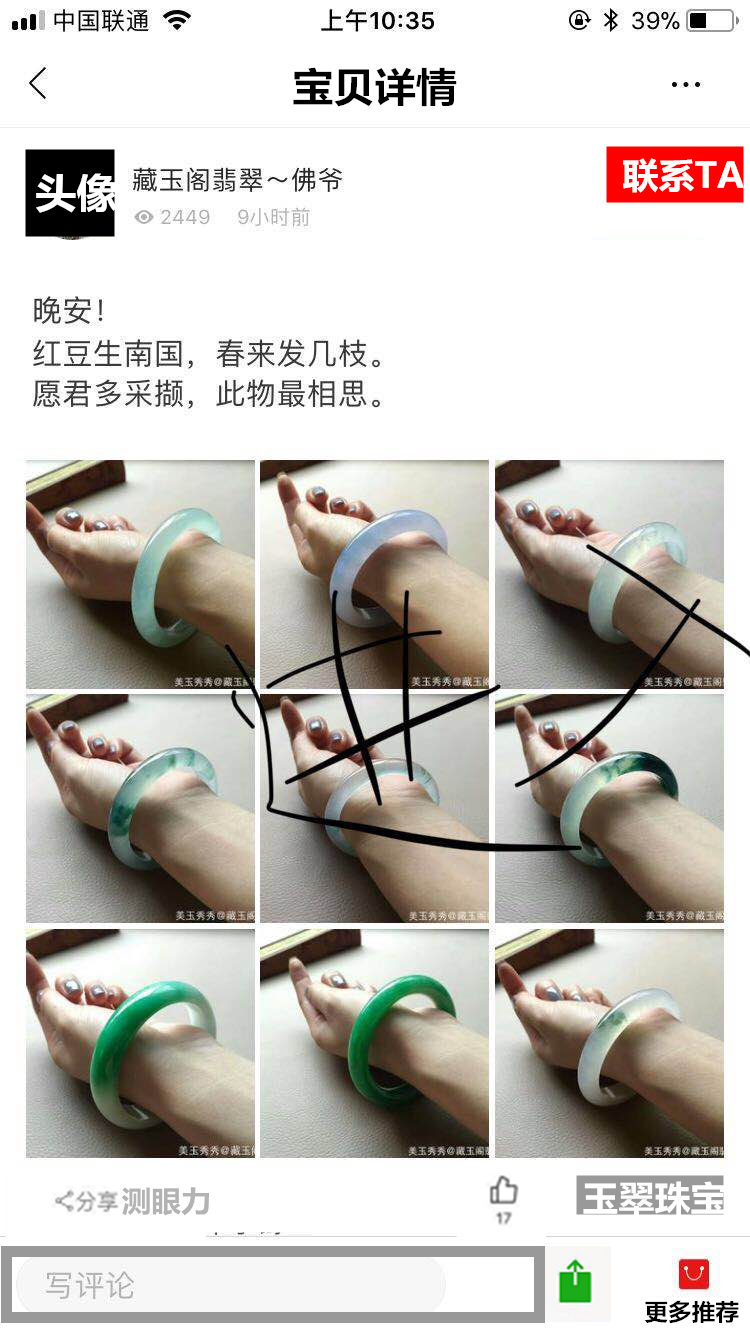 中国联通 上午10:35 39%
宝贝详情
头像 藏玉阁翡翠～佛爷 联系TA
2449 9小时前
晚安！
红豆生南国，春来发几枝。
愿君多采撷，此物最相思。
美玉秀秀@藏玉阁 美玉秀秀@藏玉阁 美玉秀秀@藏玉阁
美玉秀秀@藏玉阁 美玉秀秀@藏玉阁 美玉秀秀@藏玉阁
美玉秀秀@藏玉阁 美玉秀秀@藏玉阁 美玉秀秀@藏玉阁
分享 测眼力 17 玉翠珠宝
写评论 更多推荐